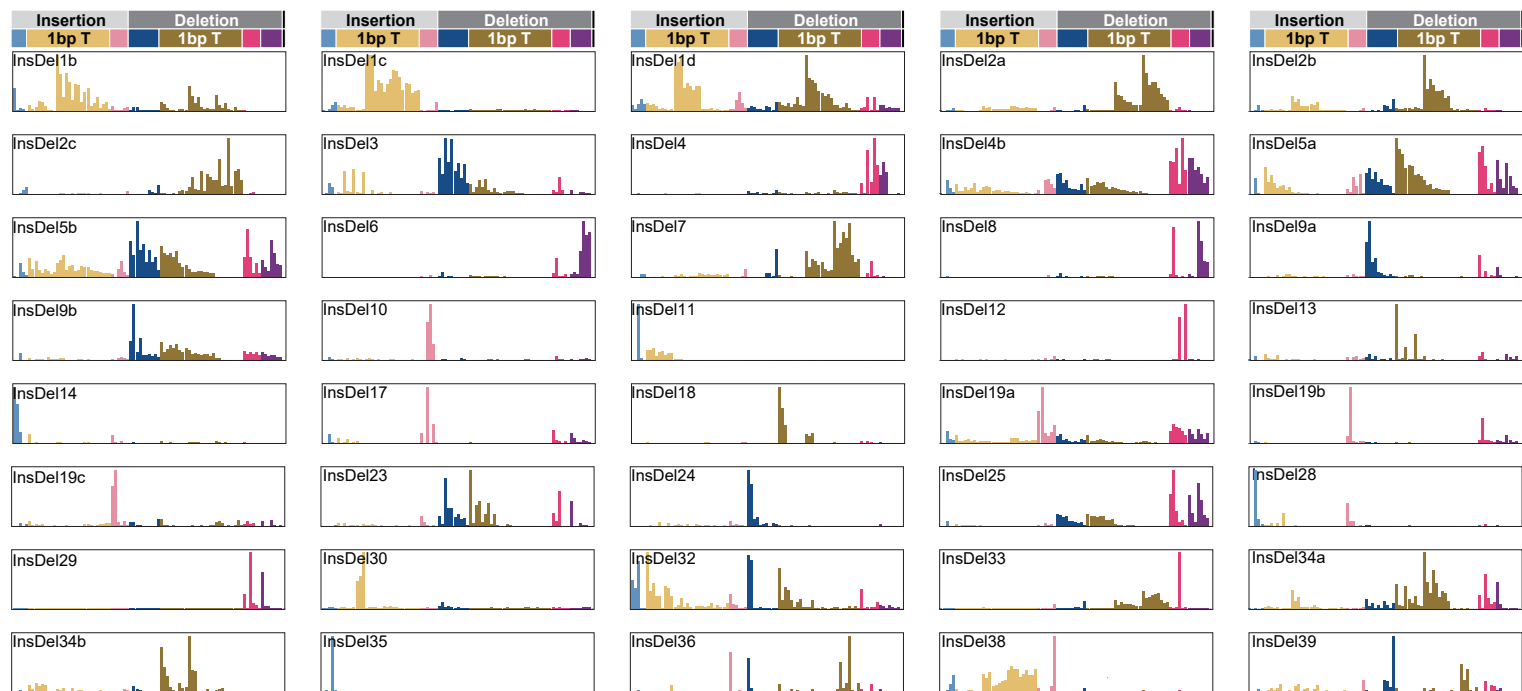 Insertion Deletion Insertion Deletion Insertion Deletion Insertion Deletion Insertion Deletion
1bp T 1bp T 1bp T 1bp T 1bp T 1bp T 1bp T 1bp T 1bp T 1bp T
InsDel1b InsDel1c InsDel1d InsDel2a InsDel2b
InsDel2c InsDel3 InsDel4 InsDel4b InsDel5a
InsDel5b InsDel6 InsDel7 InsDel8 InsDel9a
InsDel9b InsDel10 InsDel11 InsDel12 InsDel13
InsDel14 InsDel17 InsDel18 InsDel19a InsDel19b
InsDel19c InsDel23 InsDel24 InsDel25 InsDel28
InsDel29 InsDel30 InsDel32 InsDel33 InsDel34a
InsDel34b InsDel35 InsDel36 InsDel38 InsDel39